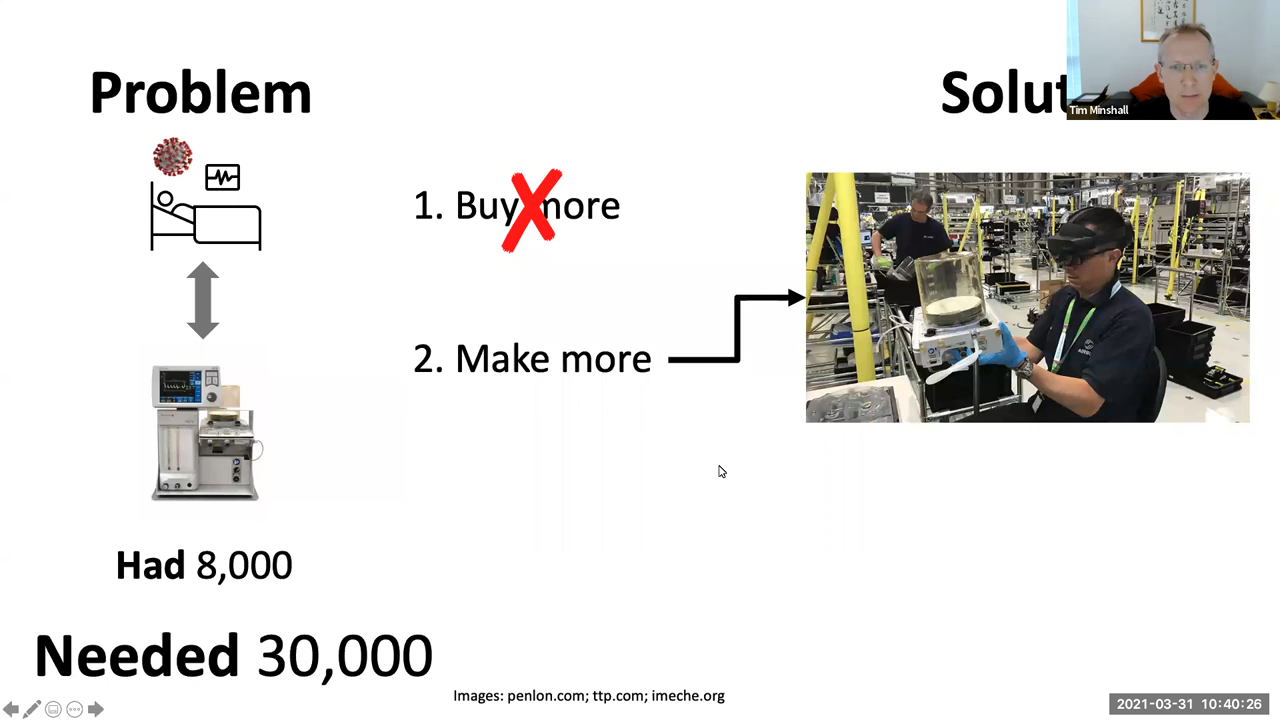 Problem
Solut
Tim Minshall
1. Buy more
2. Make more
Had 8,000
Needed 30,000
Images: penlon.com; ttp.com; imeche.org
2021-03-31 10:40:26